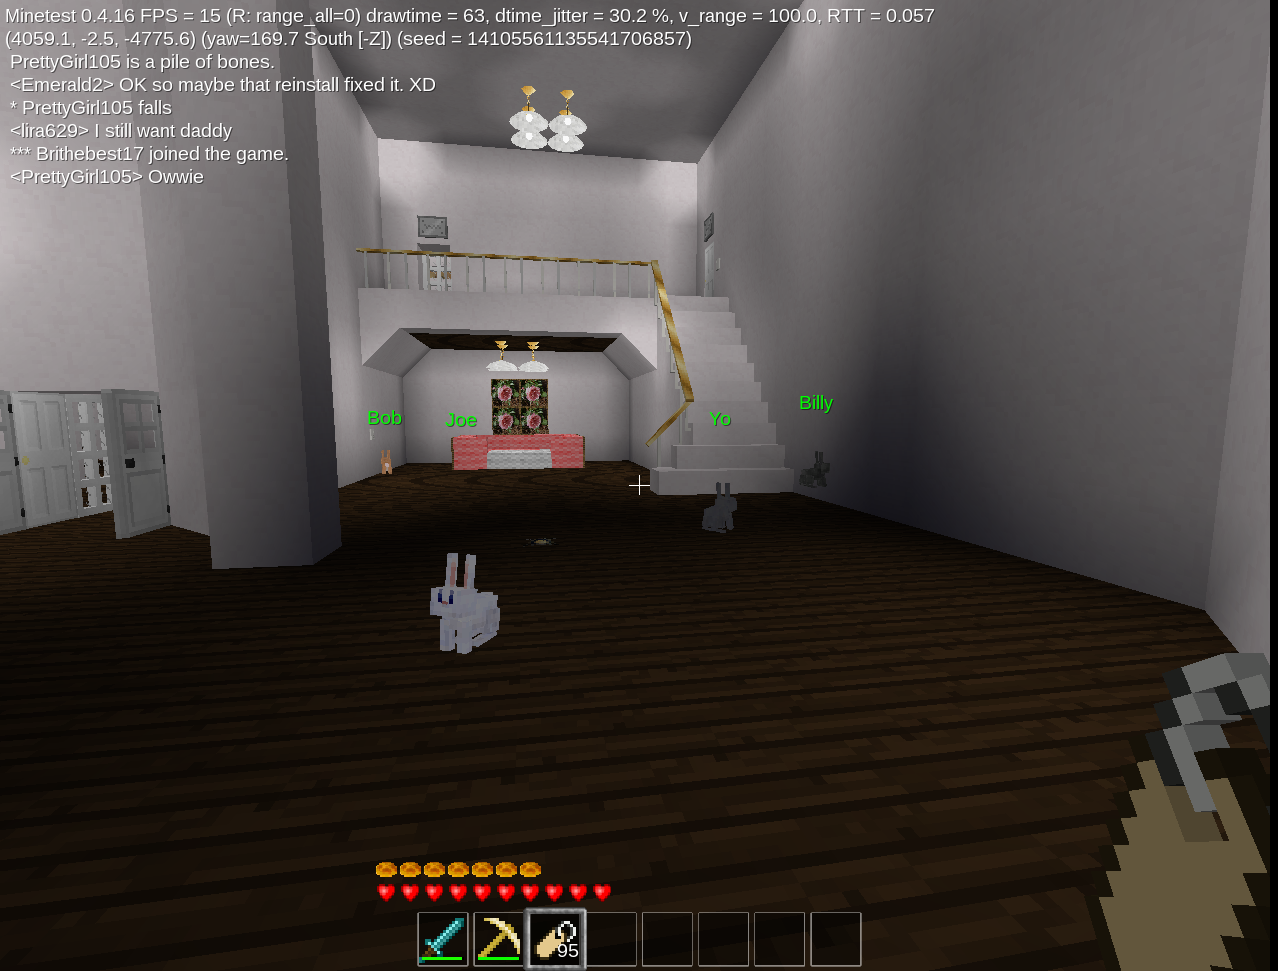 Minetest 0.4.16 FPS = 15 (R: range_all=0) drawtime = 63, dtime_jitter = 30.2 %, v_range = 100.0, RTT = 0.057
(4059.1, -2.5, -4775.6) (yaw=169.7 South [-Z]) (seed = 14105561135541706857)
PrettyGirl105 is a pile of bones.
<Emerald2> OK so maybe that reinstall fixed it. XD
* PrettyGirl105 falls
<lira629> I still want daddy
*** Brithebest17 joined the game.
<PrettyGirl105> Owwie
Bob
Joe
Yo
Billy
95